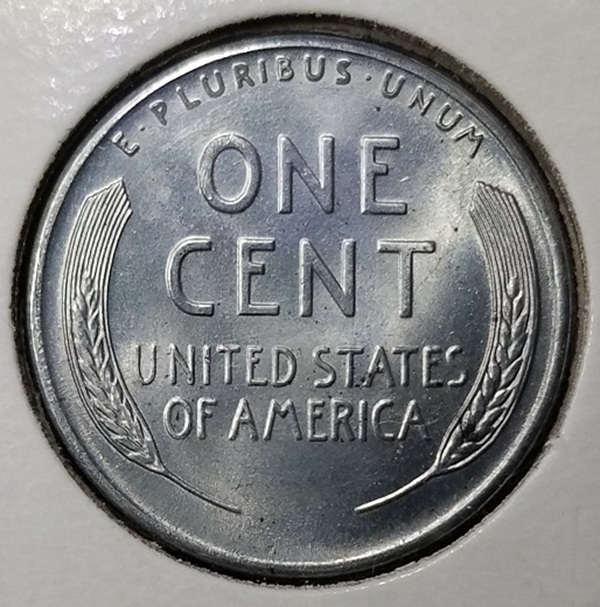 E·PLURIBUS·UNUM
ONE
CENT
UNITED STATES
OF AMERICA